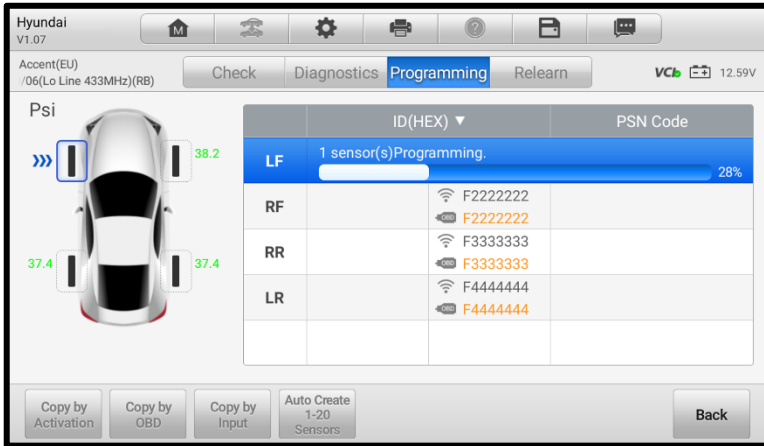 Hyundai
V1.07
M
?
Accent(EU)
/06(Lo Line 433MHz)(RB)
Check
Diagnostics
Programming
Relearn
VCI
12.59V
Psi
38.2
37.4
37.4
ID(HEX) ▼
PSN Code
LF
1 sensor(s)Programming.
28%
RF
F2222222
OBD F2222222
RR
F3333333
OBD F3333333
LR
F4444444
OBD F4444444
Copy by
Activation
Copy by
OBD
Copy by
Input
Auto Create
1-20
Sensors
Back